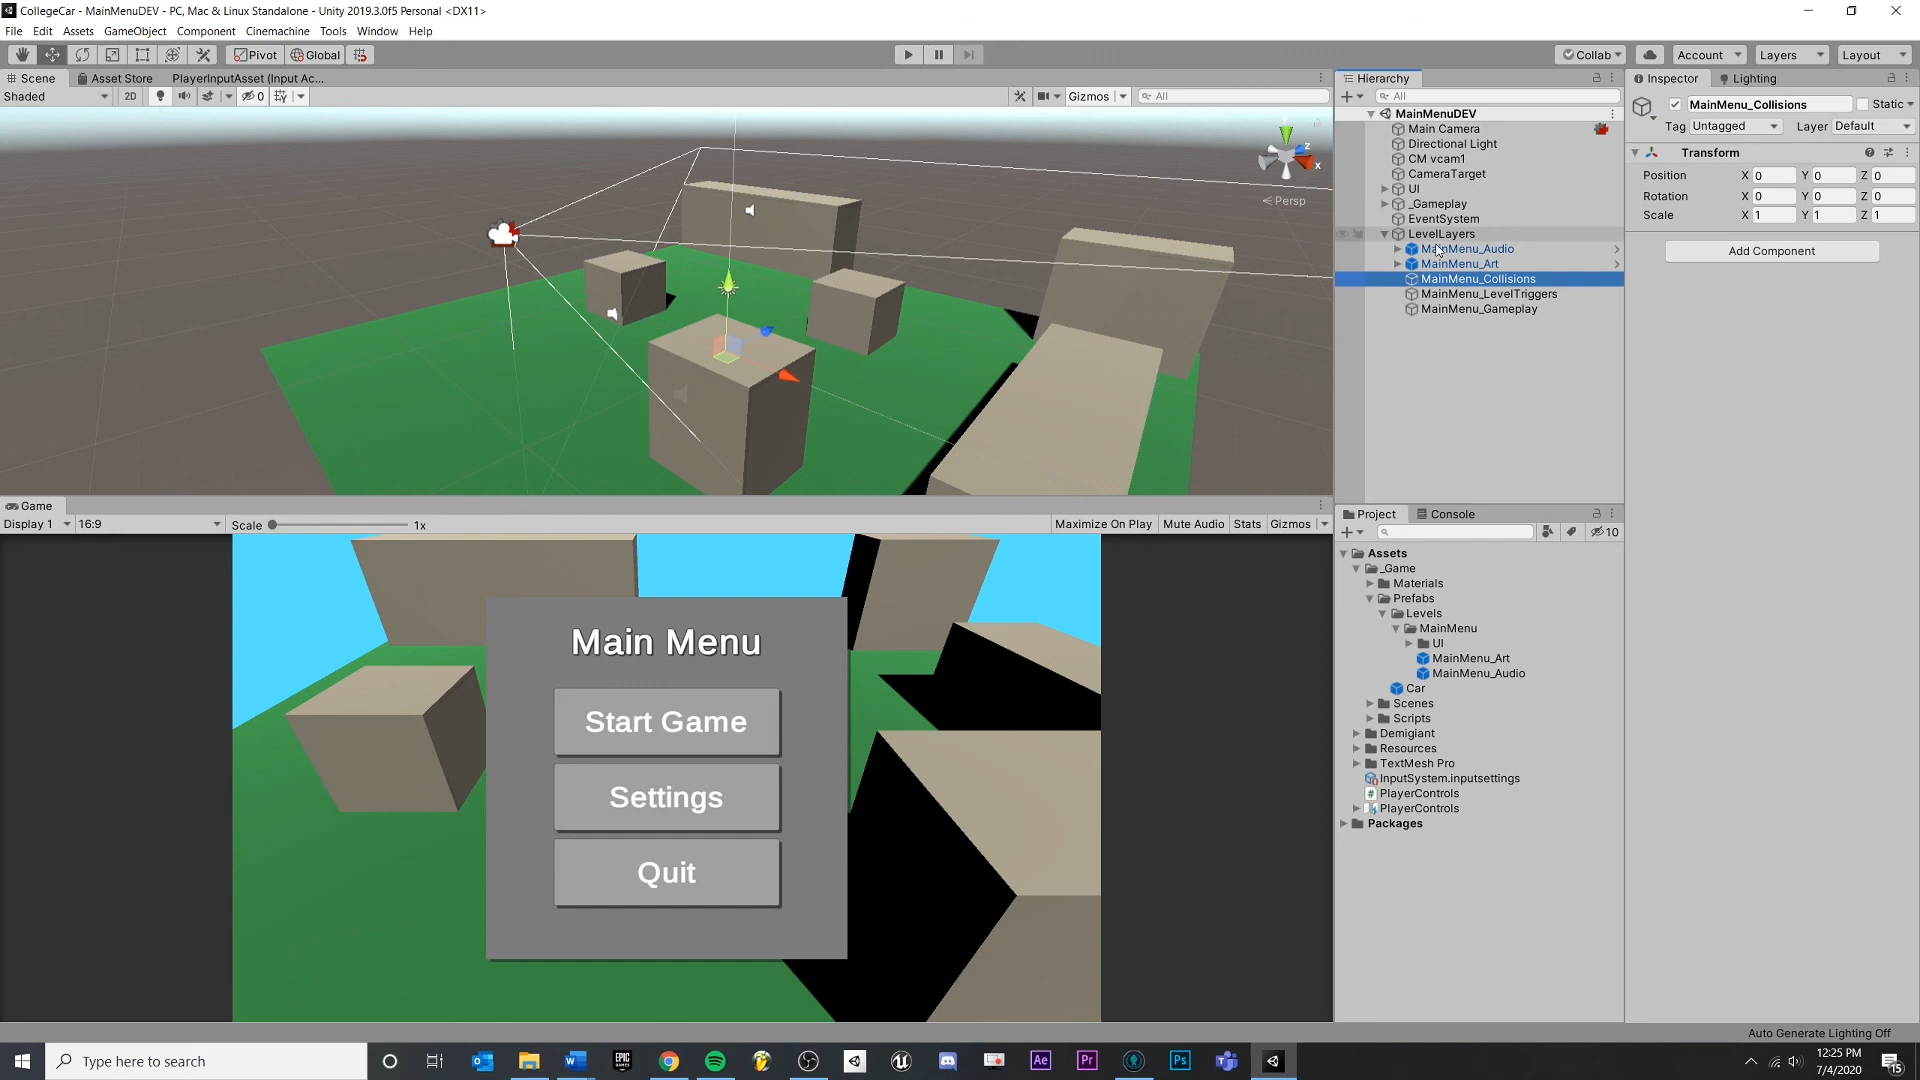 CollegeCar - MainMenuDEV - PC, Mac & Linux Standalone - Unity 2019.3.0f5 Personal <DX11>
File Edit Assets GameObject Component Cinemachine Tools Window Help
Pivot Global Collab Account Layers Layout
Scene Asset Store PlayerInputAsset (Input Ac...
Shaded 2D 0 Gizmos All
y
z
x
Persp
Game
Display 1 16:9 Scale 1x Maximize On Play Mute Audio Stats Gizmos
Main Menu
Start Game
Settings
Quit
Hierarchy
All
MainMenuDEV
Main Camera
Directional Light
CM vcam1
CameraTarget
UI
_Gameplay
EventSystem
LevelLayers
MainMenu_Audio
MainMenu_Art
MainMenu_Collisions
MainMenu_LevelTriggers
MainMenu_Gameplay
Project Console
10
Assets
_Game
Materials
Prefabs
Levels
MainMenu
UI
MainMenu_Art
MainMenu_Audio
Car
Scenes
Scripts
Demigiant
Resources
TextMesh Pro
InputSystem.inputsettings
PlayerControls
PlayerControls
Packages
Inspector Lighting
MainMenu_Collisions Static
Tag Untagged Layer Default
Transform
Position X 0 Y 0 Z 0
Rotation X 0 Y 0 Z 0
Scale X 1 Y 1 Z 1
Add Component
Auto Generate Lighting Off
Type here to search
EPIC GAMES
Ae
Pr
Ps
12:25 PM
7/4/2020
15